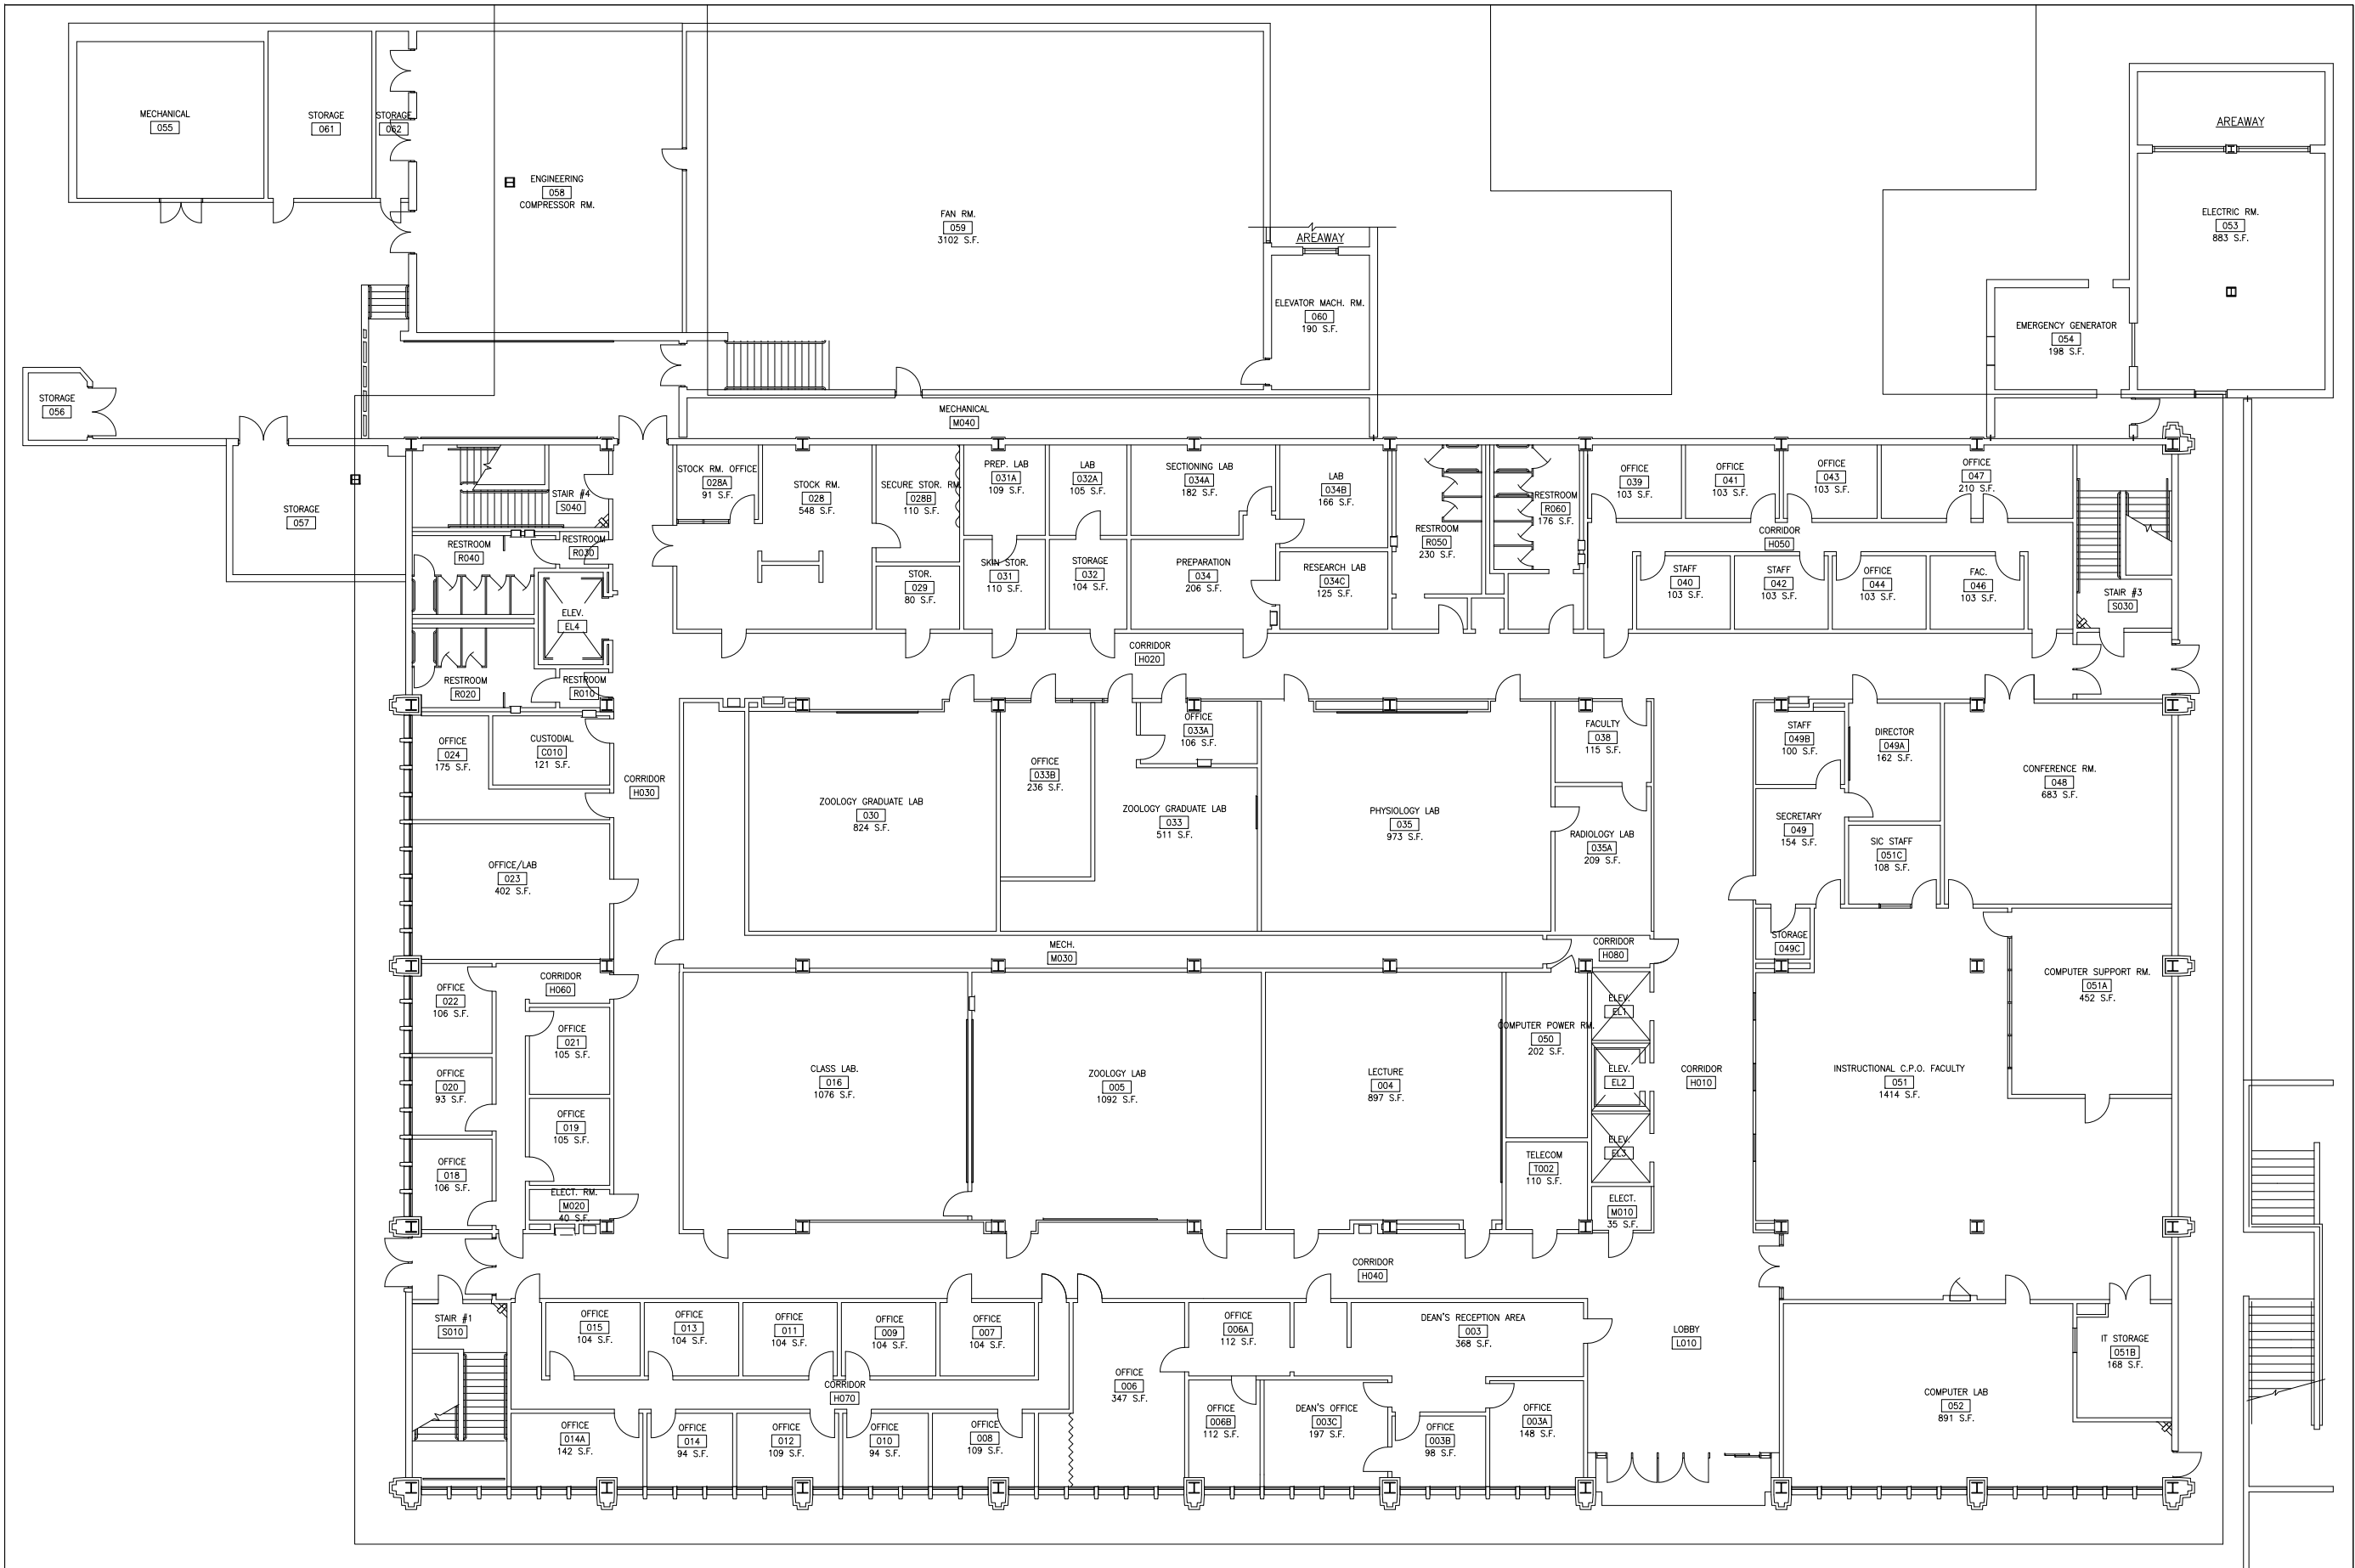 MECHANICAL
055
STORAGE
061
STORAGE
062
ENGINEERING
058
COMPRESSOR RM.
FAN RM.
059
3102 S.F.
AREAWAY
ELEVATOR MACH. RM.
060
190 S.F.
AREAWAY
ELECTRIC RM.
053
883 S.F.
EMERGENCY GENERATOR
054
198 S.F.
STORAGE
056
STORAGE
057
MECHANICAL
M040
STAIR #4
S040
RESTROOM
R040
RESTROOM
R030
ELEV.
EL4
RESTROOM
R020
RESTROOM
R010
STOCK RM. OFFICE
028A
91 S.F.
STOCK RM.
028
548 S.F.
SECURE STOR. RM.
028B
110 S.F.
STOR.
029
80 S.F.
PREP. LAB
031A
109 S.F.
SKIN STOR.
031
110 S.F.
LAB
032A
105 S.F.
STORAGE
032
104 S.F.
SECTIONING LAB
034A
182 S.F.
PREPARATION
034
206 S.F.
LAB
034B
166 S.F.
RESEARCH LAB
034C
125 S.F.
RESTROOM
R050
230 S.F.
RESTROOM
R060
176 S.F.
OFFICE
039
103 S.F.
OFFICE
041
103 S.F.
OFFICE
043
103 S.F.
OFFICE
047
210 S.F.
CORRIDOR
H050
STAFF
040
103 S.F.
STAFF
042
103 S.F.
OFFICE
044
103 S.F.
FAC.
046
103 S.F.
STAIR #3
S030
CORRIDOR
H020
OFFICE
024
175 S.F.
CUSTODIAL
C010
121 S.F.
CORRIDOR
H030
OFFICE/LAB
023
402 S.F.
ZOOLOGY GRADUATE LAB
030
824 S.F.
OFFICE
033B
236 S.F.
OFFICE
033A
106 S.F.
ZOOLOGY GRADUATE LAB
033
511 S.F.
PHYSIOLOGY LAB
035
973 S.F.
FACULTY
038
115 S.F.
RADIOLOGY LAB
035A
209 S.F.
STAFF
049B
100 S.F.
DIRECTOR
049A
162 S.F.
CONFERENCE RM.
048
683 S.F.
SECRETARY
049
154 S.F.
SIC STAFF
051C
108 S.F.
STORAGE
049C
MECH.
M030
CORRIDOR
H080
COMPUTER SUPPORT RM.
051A
452 S.F.
OFFICE
022
106 S.F.
CORRIDOR
H060
OFFICE
021
105 S.F.
OFFICE
020
93 S.F.
OFFICE
019
105 S.F.
OFFICE
018
106 S.F.
ELECT. RM.
M020
40 S.F.
CLASS LAB.
016
1076 S.F.
ZOOLOGY LAB
005
1092 S.F.
LECTURE
004
897 S.F.
COMPUTER POWER RM.
050
202 S.F.
ELEV.
EL1
ELEV.
EL2
ELEV.
EL3
TELECOM
T002
110 S.F.
ELECT.
M010
35 S.F.
CORRIDOR
H010
INSTRUCTIONAL C.P.O. FACULTY
051
1414 S.F.
CORRIDOR
H040
STAIR #1
S010
OFFICE
015
104 S.F.
OFFICE
013
104 S.F.
OFFICE
011
104 S.F.
OFFICE
009
104 S.F.
OFFICE
007
104 S.F.
CORRIDOR
H070
OFFICE
014A
142 S.F.
OFFICE
014
94 S.F.
OFFICE
012
109 S.F.
OFFICE
010
94 S.F.
OFFICE
008
109 S.F.
OFFICE
006
347 S.F.
OFFICE
006A
112 S.F.
OFFICE
006B
112 S.F.
DEAN'S RECEPTION AREA
003
368 S.F.
DEAN'S OFFICE
003C
197 S.F.
OFFICE
003B
98 S.F.
OFFICE
003A
148 S.F.
LOBBY
L010
COMPUTER LAB
052
891 S.F.
IT STORAGE
051B
168 S.F.